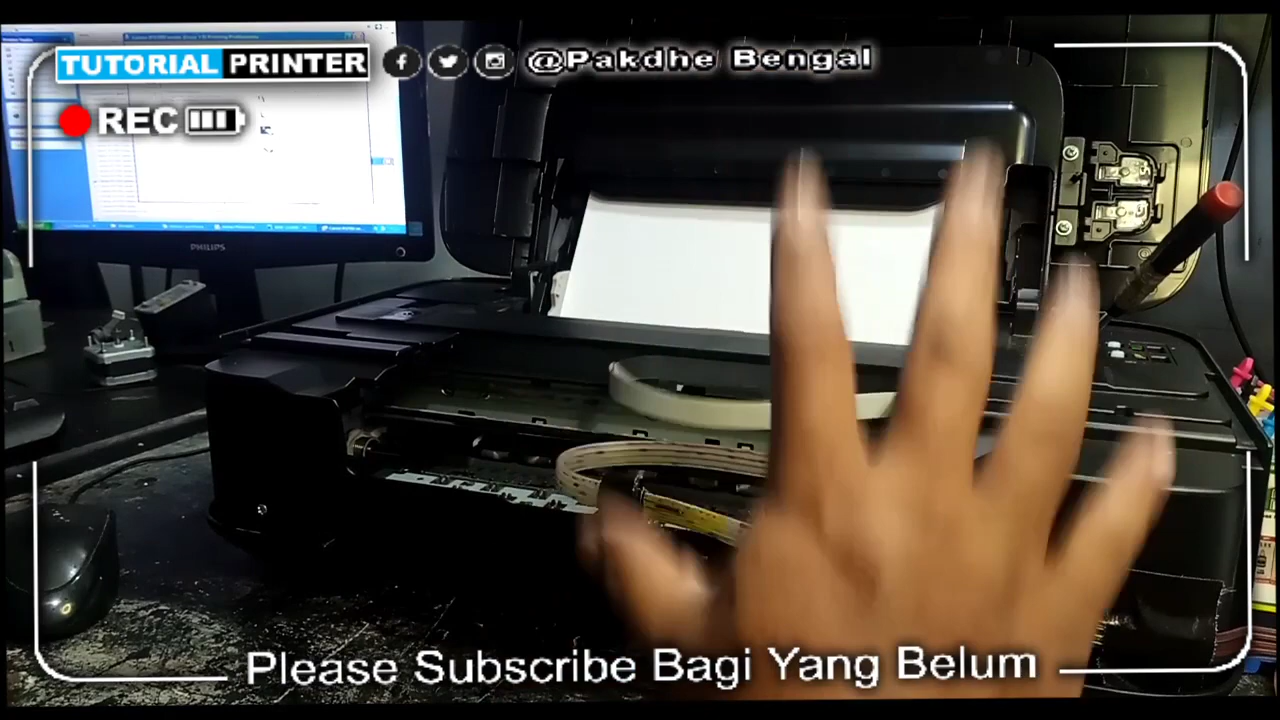 TUTORIAL PRINTER @Pakdhe Bengal
REC
PHILIPS
Please Subscribe Bagi Yang Belum